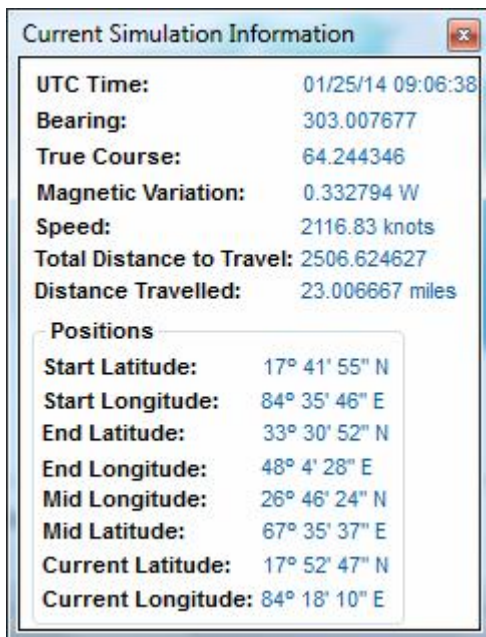 Current Simulation Information
UTC Time: 01/25/14 09:06:38
Bearing: 303.007677
True Course: 64.244346
Magnetic Variation: 0.332794 W
Speed: 2116.83 knots
Total Distance to Travel: 2506.624627
Distance Travelled: 23.006667 miles
Positions
Start Latitude: 17º 41' 55" N
Start Longitude: 84º 35' 46" E
End Latitude: 33º 30' 52" N
End Longitude: 48º 4' 28" E
Mid Longitude: 26º 46' 24" N
Mid Latitude: 67º 35' 37" E
Current Latitude: 17º 52' 47" N
Current Longitude: 84º 18' 10" E